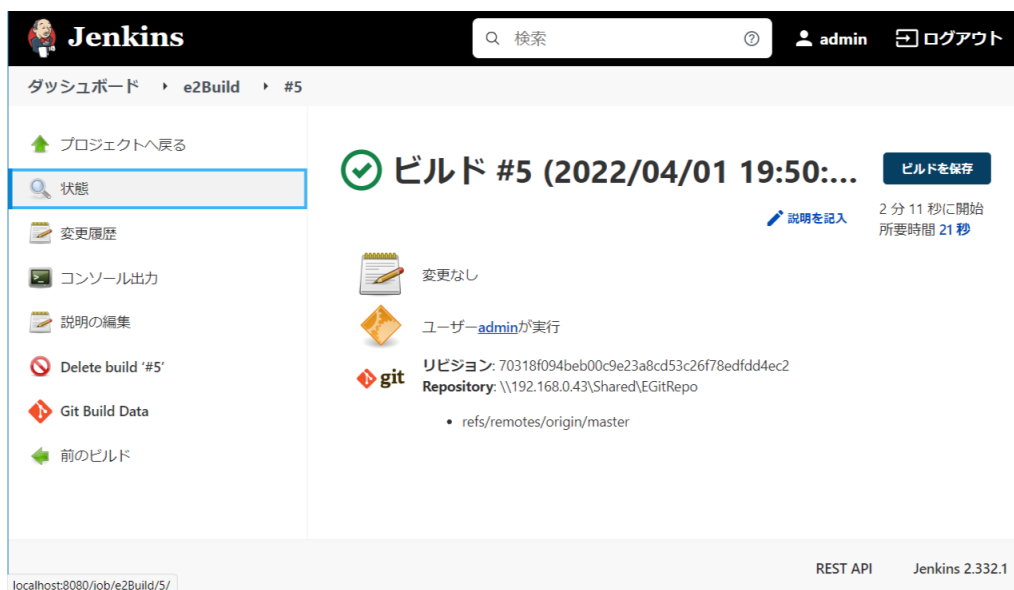 Jenkins
検索
admin
ログアウト
ダッシュボード
e2Build
#5
プロジェクトへ戻る
状態
変更履歴
コンソール出力
説明の編集
Delete build ‘#5’
Git Build Data
前のビルド
ビルド #5 (2022/04/01 19:50:...
ビルドを保存
説明を記入
2 分 11 秒に開始
所要時間 21 秒
変更なし
ユーザーadminが実行
git
リビジョン: 70318f094beb00c9e23a8cd53c26f78edfdd4ec2
Repository: \\192.168.0.43\Shared\EGitRepo
refs/remotes/origin/master
REST API
Jenkins 2.332.1
localhost:8080/job/e2Build/5/